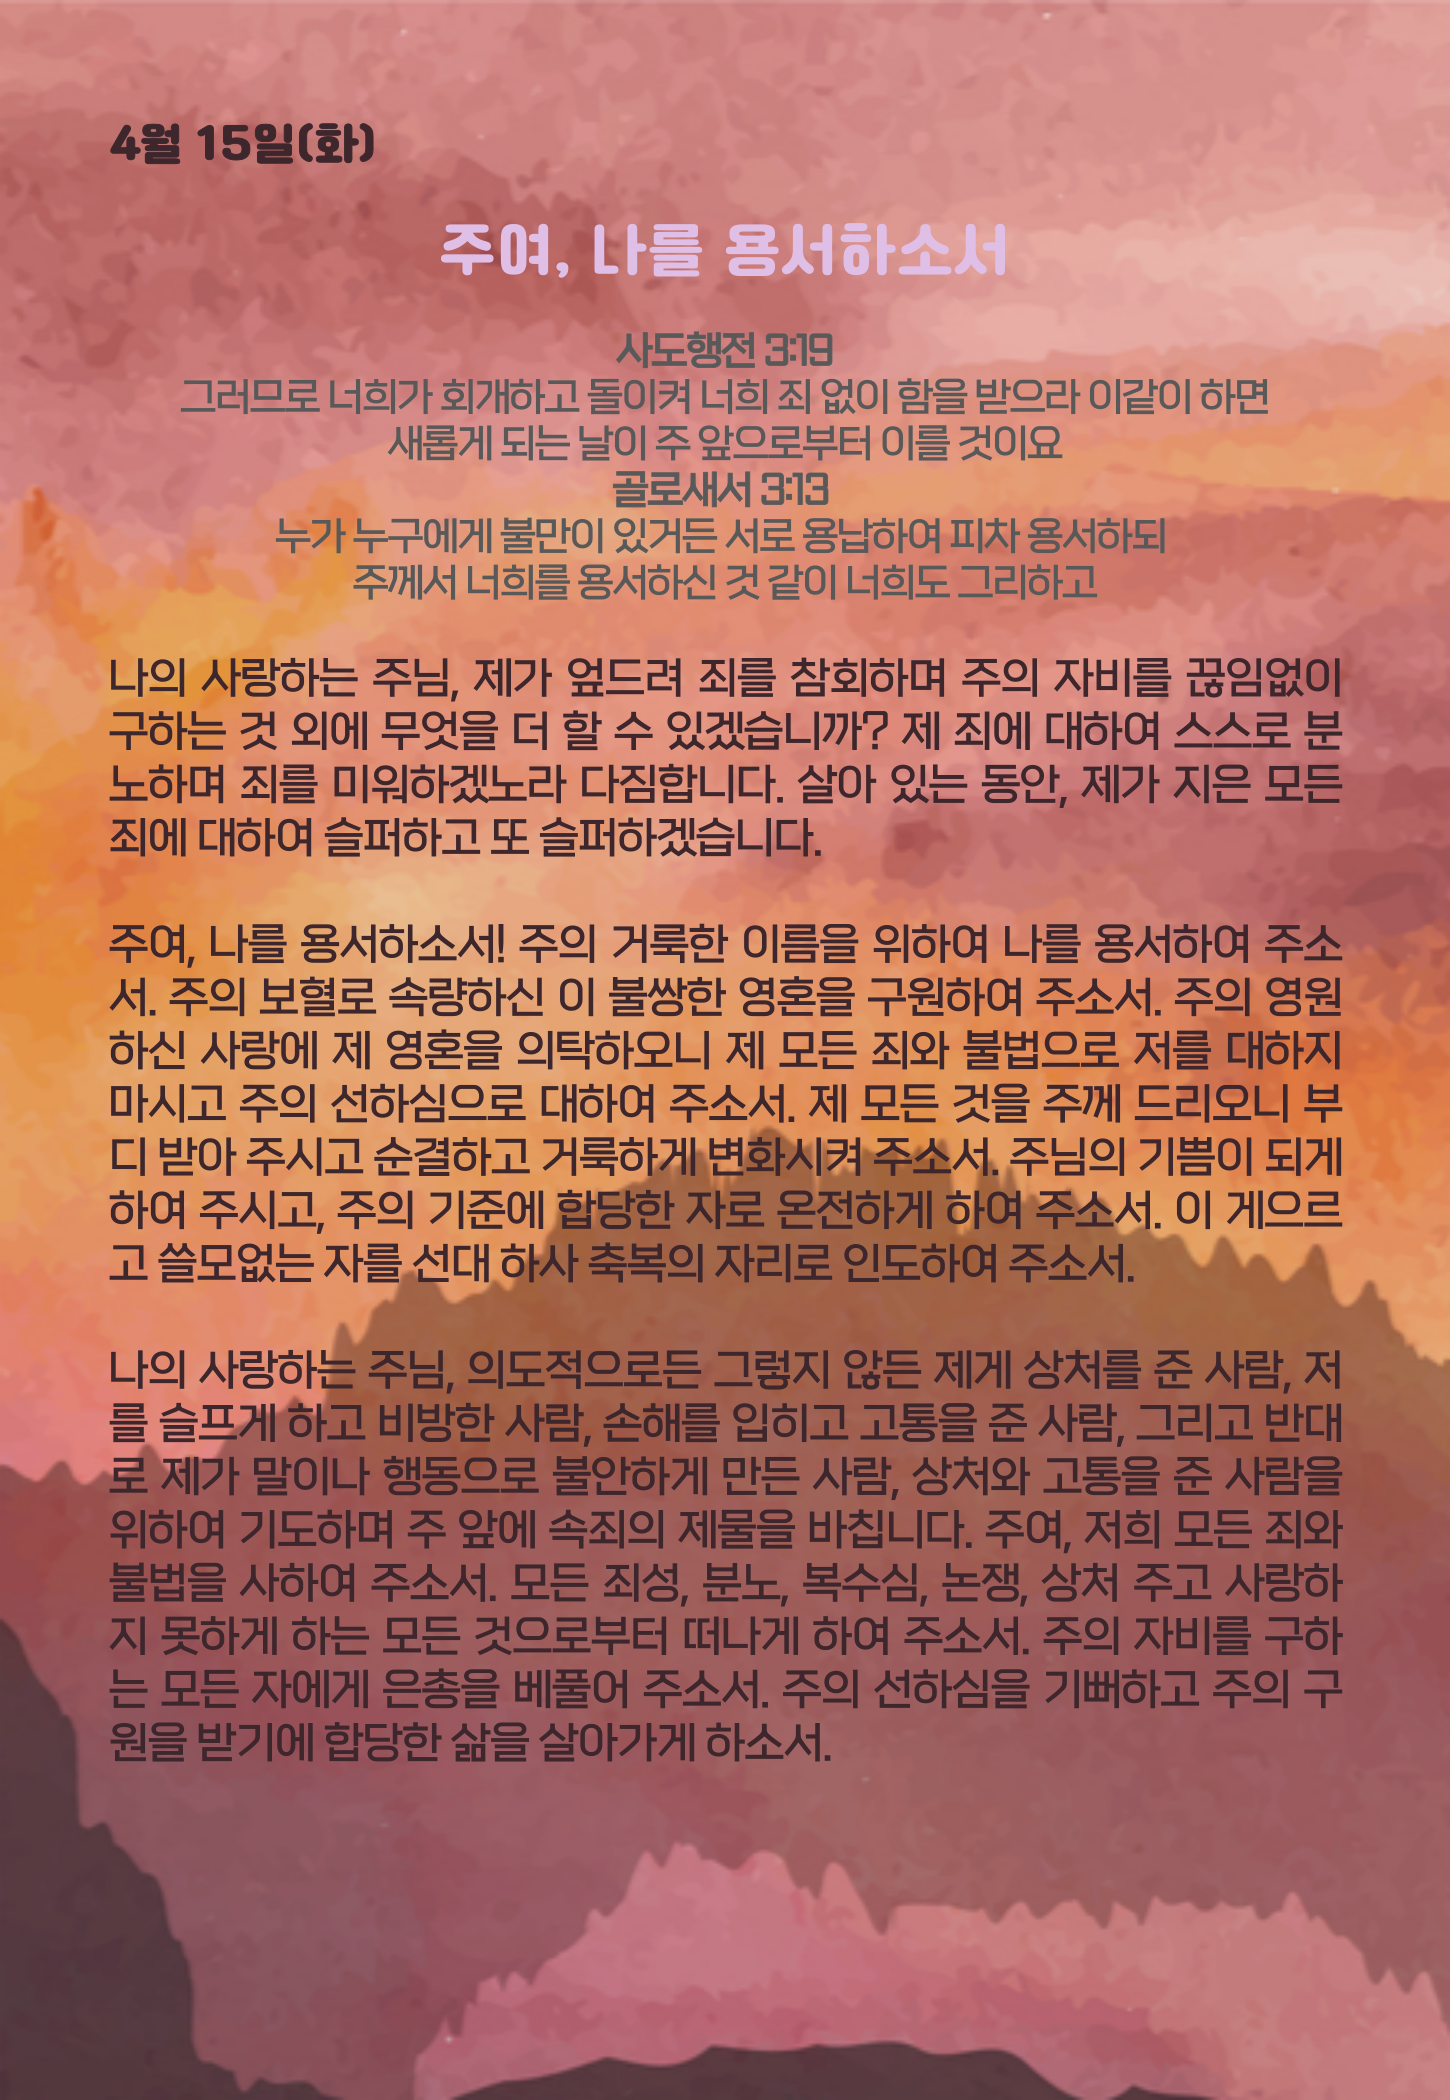 4월 15일(화)
주여, 나를 용서하소서
사도행전 3:19
그러므로 너희가 회개하고 돌이켜 너희 죄 없이 함을 받으라 이같이 하면
새롭게 되는 날이 주 앞으로부터 이를 것이요
골로새서 3:13
누가 누구에게 불만이 있거든 서로 용납하여 피차 용서하되
주께서 너희를 용서하신 것 같이 너희도 그리하고
나의 사랑하는 주님, 제가 엎드려 죄를 참회하며 주의 자비를 끊임없이
구하는 것 외에 무엇을 더 할 수 있겠습니까? 제 죄에 대하여 스스로 분
노하며 죄를 미워하겠노라 다짐합니다. 살아 있는 동안, 제가 지은 모든
죄에 대하여 슬퍼하고 또 슬퍼하겠습니다.
주여, 나를 용서하소서! 주의 거룩한 이름을 위하여 나를 용서하여 주소
서. 주의 보혈로 속량하신 이 불쌍한 영혼을 구원하여 주소서. 주의 영원
하신 사랑에 제 영혼을 의탁하오니 제 모든 죄와 불법으로 저를 대하지
마시고 주의 선하심으로 대하여 주소서. 제 모든 것을 주께 드리오니 부
디 받아 주시고 순결하고 거룩하게 변화시켜 주소서. 주님의 기쁨이 되게
하여 주시고, 주의 기준에 합당한 자로 온전하게 하여 주소서. 이 게으르
고 쓸모없는 자를 선대 하사 축복의 자리로 인도하여 주소서.
나의 사랑하는 주님, 의도적으로든 그렇지 않든 제게 상처를 준 사람, 저
를 슬프게 하고 비방한 사람, 손해를 입히고 고통을 준 사람, 그리고 반대
로 제가 말이나 행동으로 불안하게 만든 사람, 상처와 고통을 준 사람을
위하여 기도하며 주 앞에 속죄의 제물을 바칩니다. 주여, 저희 모든 죄와
불법을 사하여 주소서. 모든 죄성, 분노, 복수심, 논쟁, 상처 주고 사랑하
지 못하게 하는 모든 것으로부터 떠나게 하여 주소서. 주의 자비를 구하
는 모든 자에게 은총을 베풀어 주소서. 주의 선하심을 기뻐하고 주의 구
원을 받기에 합당한 삶을 살아가게 하소서.